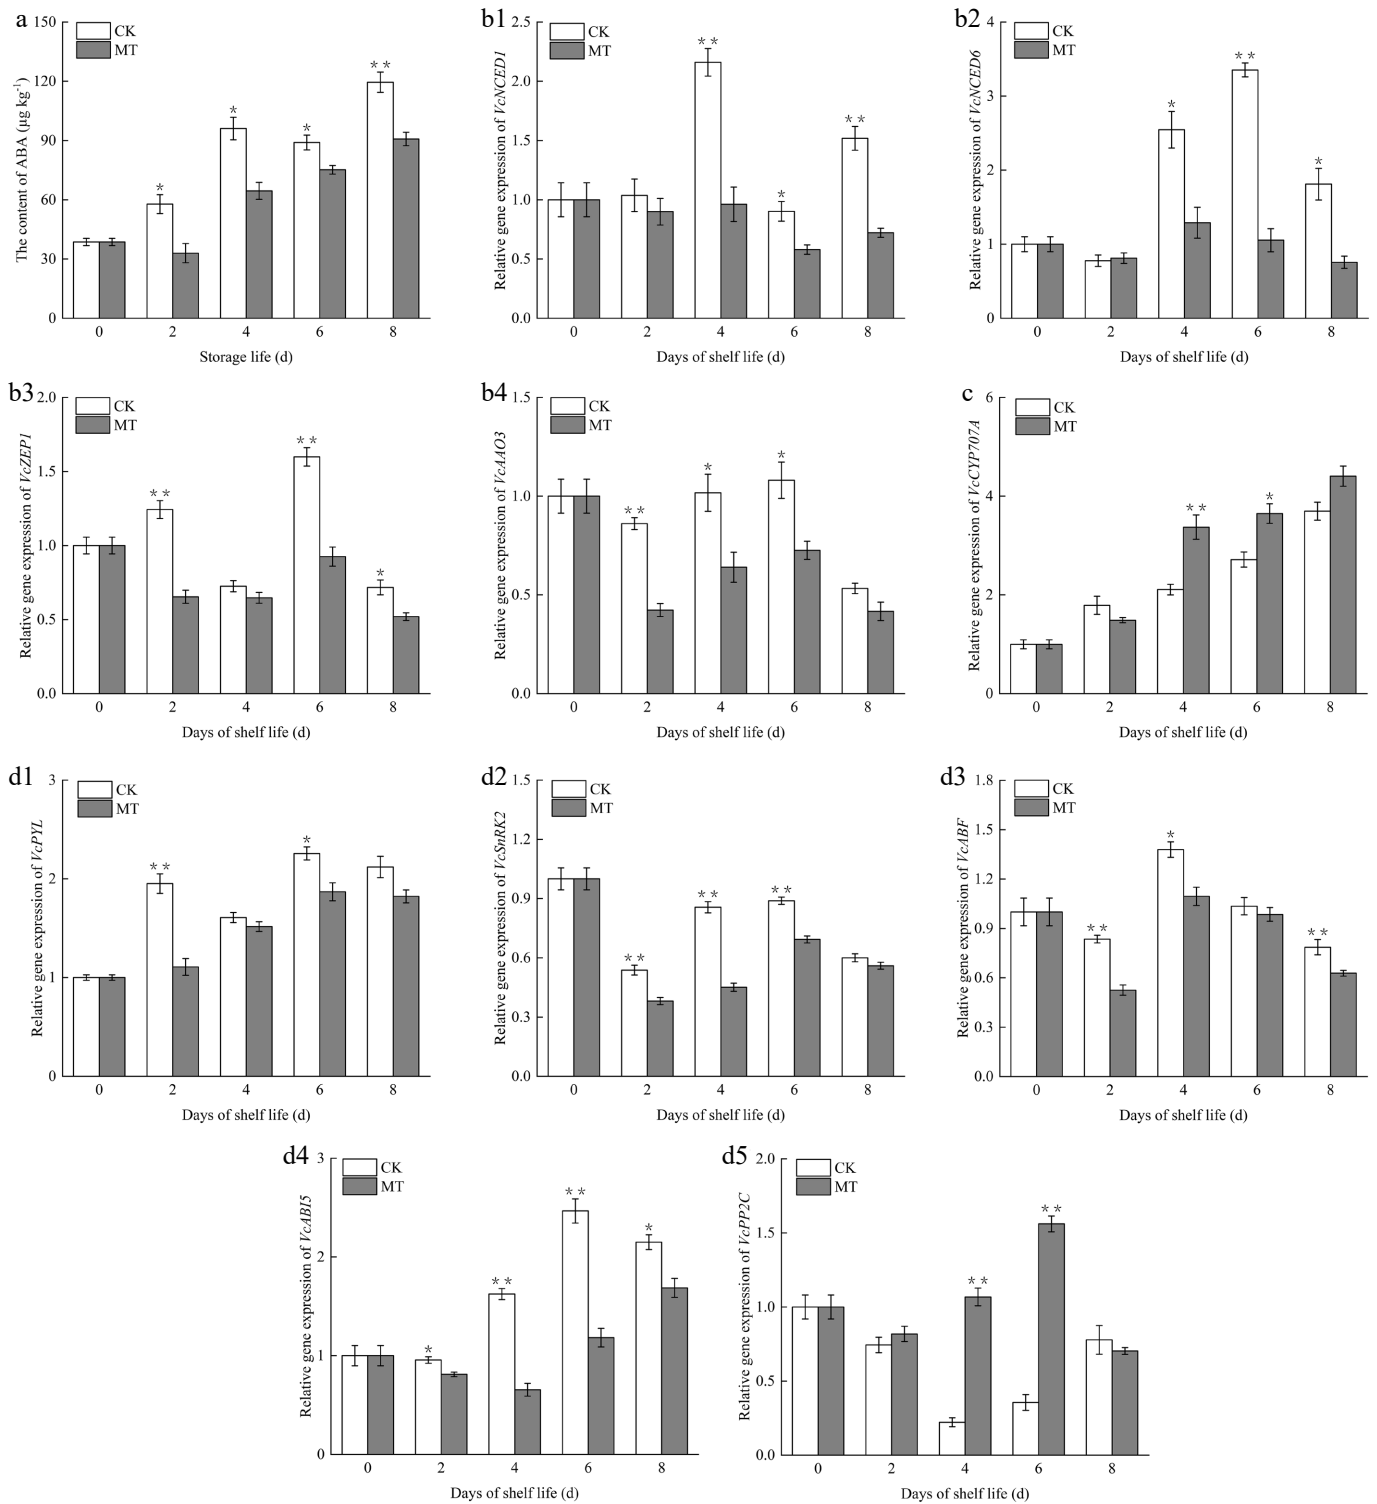 a
150
120
90
60
30
0
The content of ABA (µg kg-1)
CK
MT
*
*
*
**
0 2 4 6 8
Storage life (d)
b1
2.5
2.0
1.5
1.0
0.5
0.0
Relative gene expression of VcNCED1
CK
MT
**
*
**
0 2 4 6 8
Days of shelf life (d)
b2
4
3
2
1
0
Relative gene expression of VcNCED6
CK
MT
*
**
*
0 2 4 6 8
Days of shelf life (d)
b3
2.0
1.5
1.0
0.5
0.0
Relative gene expression of VcZEP1
CK
MT
**
**
*
0 2 4 6 8
Days of shelf life (d)
b4
1.5
1.0
0.5
0.0
Relative gene expression of VcAAO3
CK
MT
**
*
*
0 2 4 6 8
Days of shelf life (d)
c
6
4
2
0
Relative gene expression of VcCYP707A
CK
MT
**
*
0 2 4 6 8
Days of shelf life (d)
d1
3
2
1
0
Relative gene expression of VcPYL
CK
MT
**
*
0 2 4 6 8
Days of shelf life (d)
d2
1.5
1.2
0.9
0.6
0.3
0.0
Relative gene expression of VcSnRK2
CK
MT
**
**
**
0 2 4 6 8
Days of shelf life (d)
d3
1.8
1.5
1.2
0.9
0.6
0.3
0.0
Relative gene expression of VcABF
CK
MT
**
*
**
0 2 4 6 8
Days of shelf life (d)
d4
3
2
1
0
Relative gene expression of VcABI5
CK
MT
*
**
**
*
0 2 4 6 8
Days of shelf life (d)
d5
2.0
1.5
1.0
0.5
0.0
Relative gene expression of VcPP2C
CK
MT
**
**
0 2 4 6 8
Days of shelf life (d)